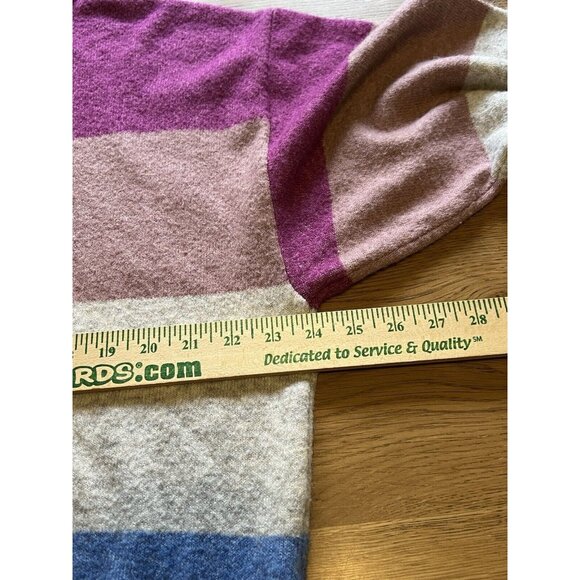 19 20 21 22 23 24 25 26 27 28
RDS.com
Dedicated to Service & Quality℠